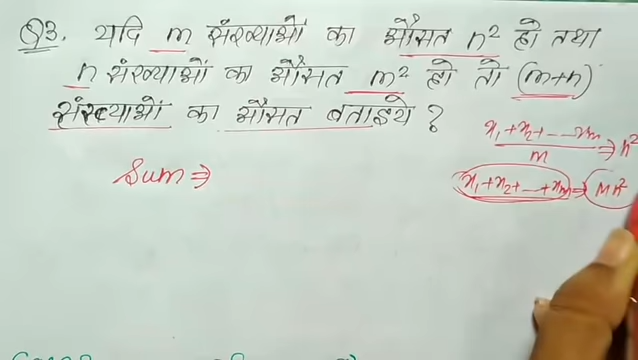 Q3. यदि m संख्याओं का औसत n² हो तथा
n संख्याओं का औसत m² हो तो (m+n)
संख्याओं का औसत बताइये ?
x₁+x₂+...xm / m ⇒ n²
x₁+x₂+...+xm ⇒ mn²
Sum ⇒